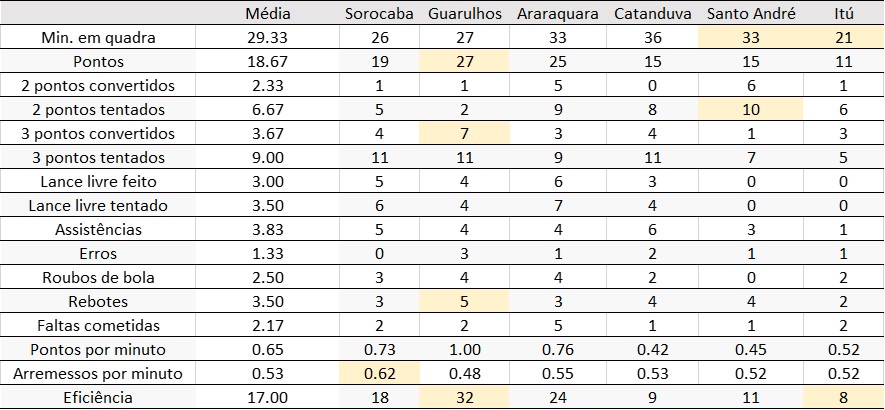 Média Sorocaba Guarulhos Araraquara Catanduva Santo André Itú
Min. em quadra 29.33 26 27 33 36 33 21
Pontos 18.67 19 27 25 15 15 11
2 pontos convertidos 2.33 1 1 5 0 6 1
2 pontos tentados 6.67 5 2 9 8 10 6
3 pontos convertidos 3.67 4 7 3 4 1 3
3 pontos tentados 9.00 11 11 9 11 7 5
Lance livre feito 3.00 5 4 6 3 0 0
Lance livre tentado 3.50 6 4 7 4 0 0
Assistências 3.83 5 4 4 6 3 1
Erros 1.33 0 3 1 2 1 1
Roubos de bola 2.50 3 4 4 2 0 2
Rebotes 3.50 3 5 3 4 4 2
Faltas cometidas 2.17 2 2 5 1 1 2
Pontos por minuto 0.65 0.73 1.00 0.76 0.42 0.45 0.52
Arremessos por minuto 0.53 0.62 0.48 0.55 0.53 0.52 0.52
Eficiência 17.00 18 32 24 9 11 8